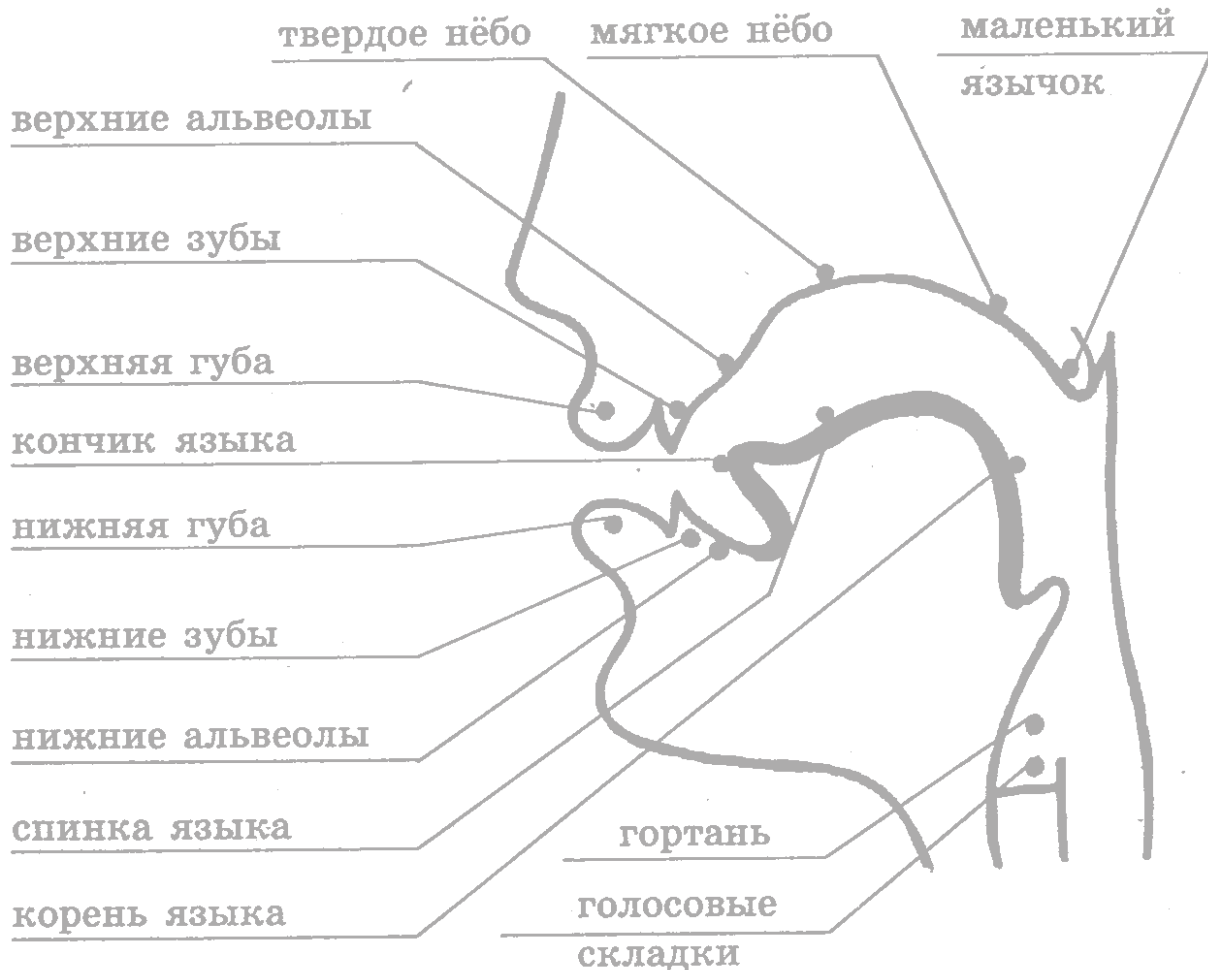 твердое нёбо
мягкое нёбо
маленький
язычок
верхние альвеолы
верхние зубы
верхняя губа
кончик языка
нижняя губа
нижние зубы
нижние альвеолы
спинка языка
корень языка
гортань
голосовые
складки